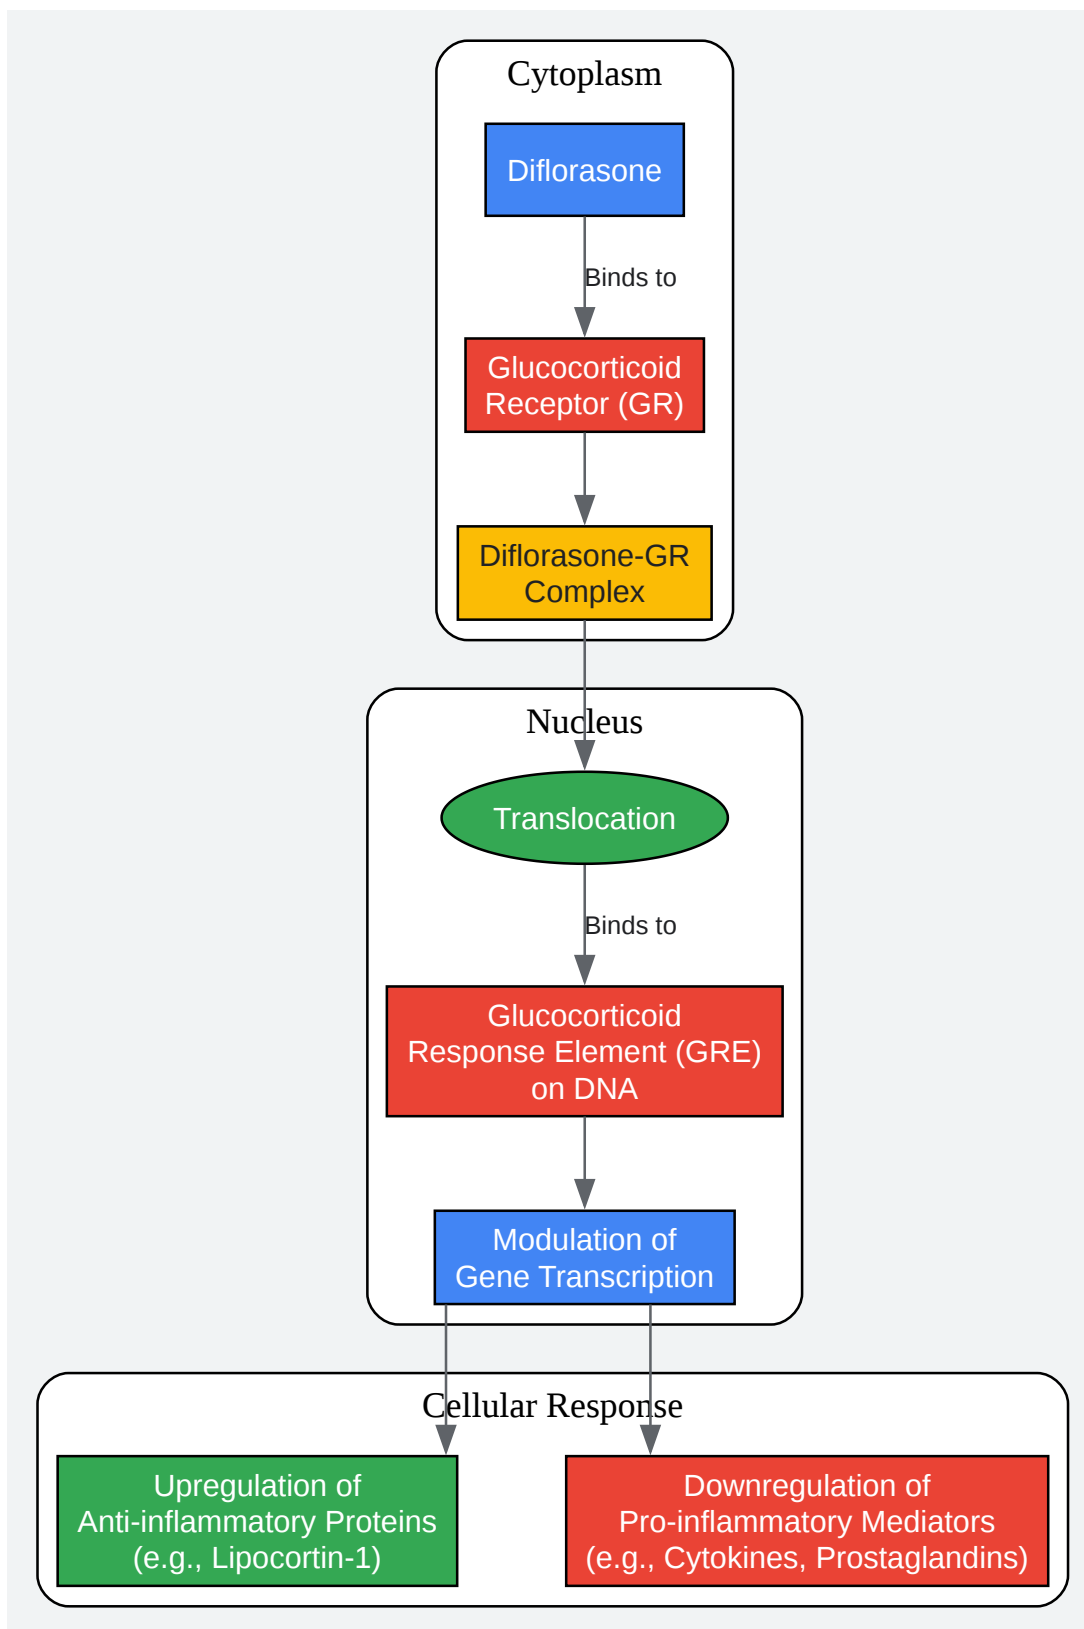 Cytoplasm
Diflorasone
Binds to
Glucocorticoid
Receptor (GR)
Diflorasone-GR
Complex
Nucleus
Translocation
Binds to
Glucocorticoid
Response Element (GRE)
on DNA
Modulation of
Gene Transcription
Cellular Response
Upregulation of
Anti-inflammatory Proteins
(e.g., Lipocortin-1)
Downregulation of
Pro-inflammatory Mediators
(e.g., Cytokines, Prostaglandins)